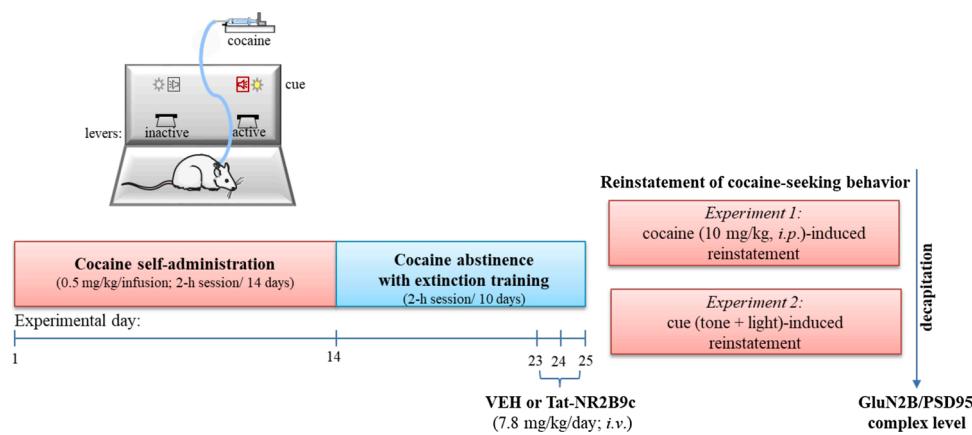 cocaine
cue
levers:
inactive
active
Reinstatement of cocaine-seeking behavior
Experiment 1:
cocaine (10 mg/kg, i.p.)-induced
reinstatement
Cocaine self-administration
(0.5 mg/kg/infusion; 2-h session/ 14 days)
Cocaine abstinence
with extinction training
(2-h session/ 10 days)
Experiment 2:
cue (tone + light)-induced
reinstatement
decapitation
Experimental day:
1
14
23
24
25
VEH or Tat-NR2B9c
(7.8 mg/kg/day; i.v.)
GluN2B/PSD95
complex level